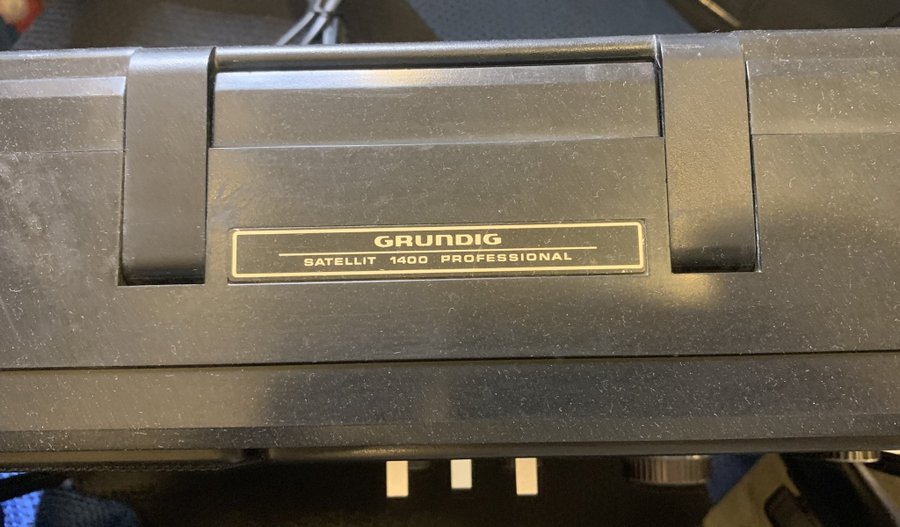 GRUNDIG
SATELLIT 1400 PROFESSIONAL